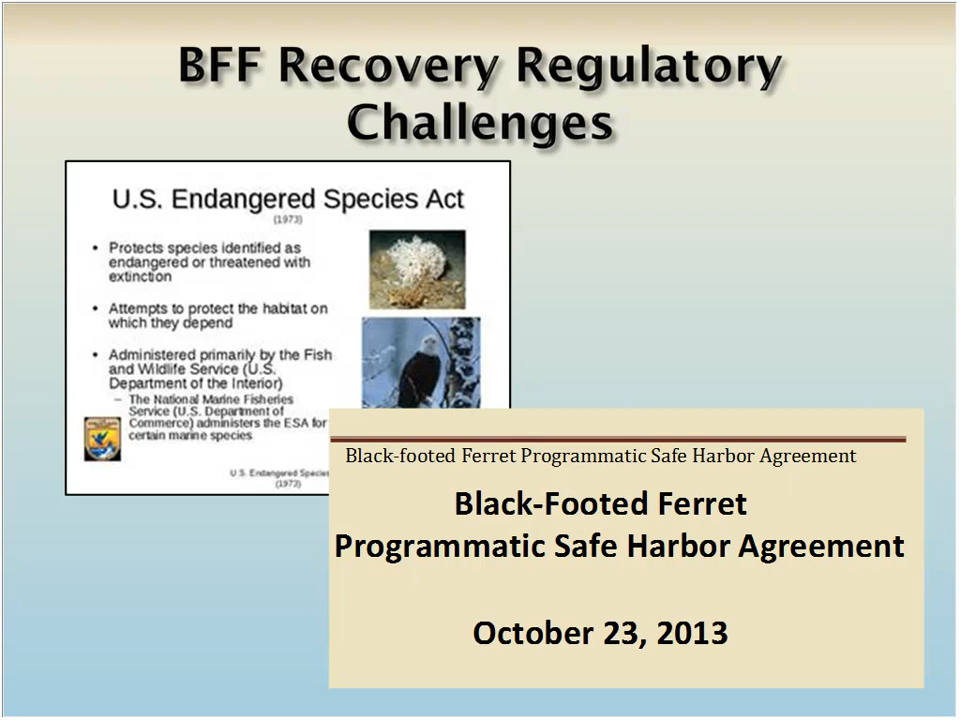 BFF Recovery Regulatory
Challenges
U.S. Endangered Species Act
(1973)
• Protects species identified as
endangered or threatened with
extinction
• Attempts to protect the habitat on
which they depend
• Administered primarily by the Fish
and Wildlife Service (U.S.
Department of the Interior)
– The National Marine Fisheries
Service (U.S. Department of
Commerce) administers the ESA for
certain marine species
U.S. Endangered Species
(1973)
Black-footed Ferret Programmatic Safe Harbor Agreement
Black-Footed Ferret
Programmatic Safe Harbor Agreement
October 23, 2013